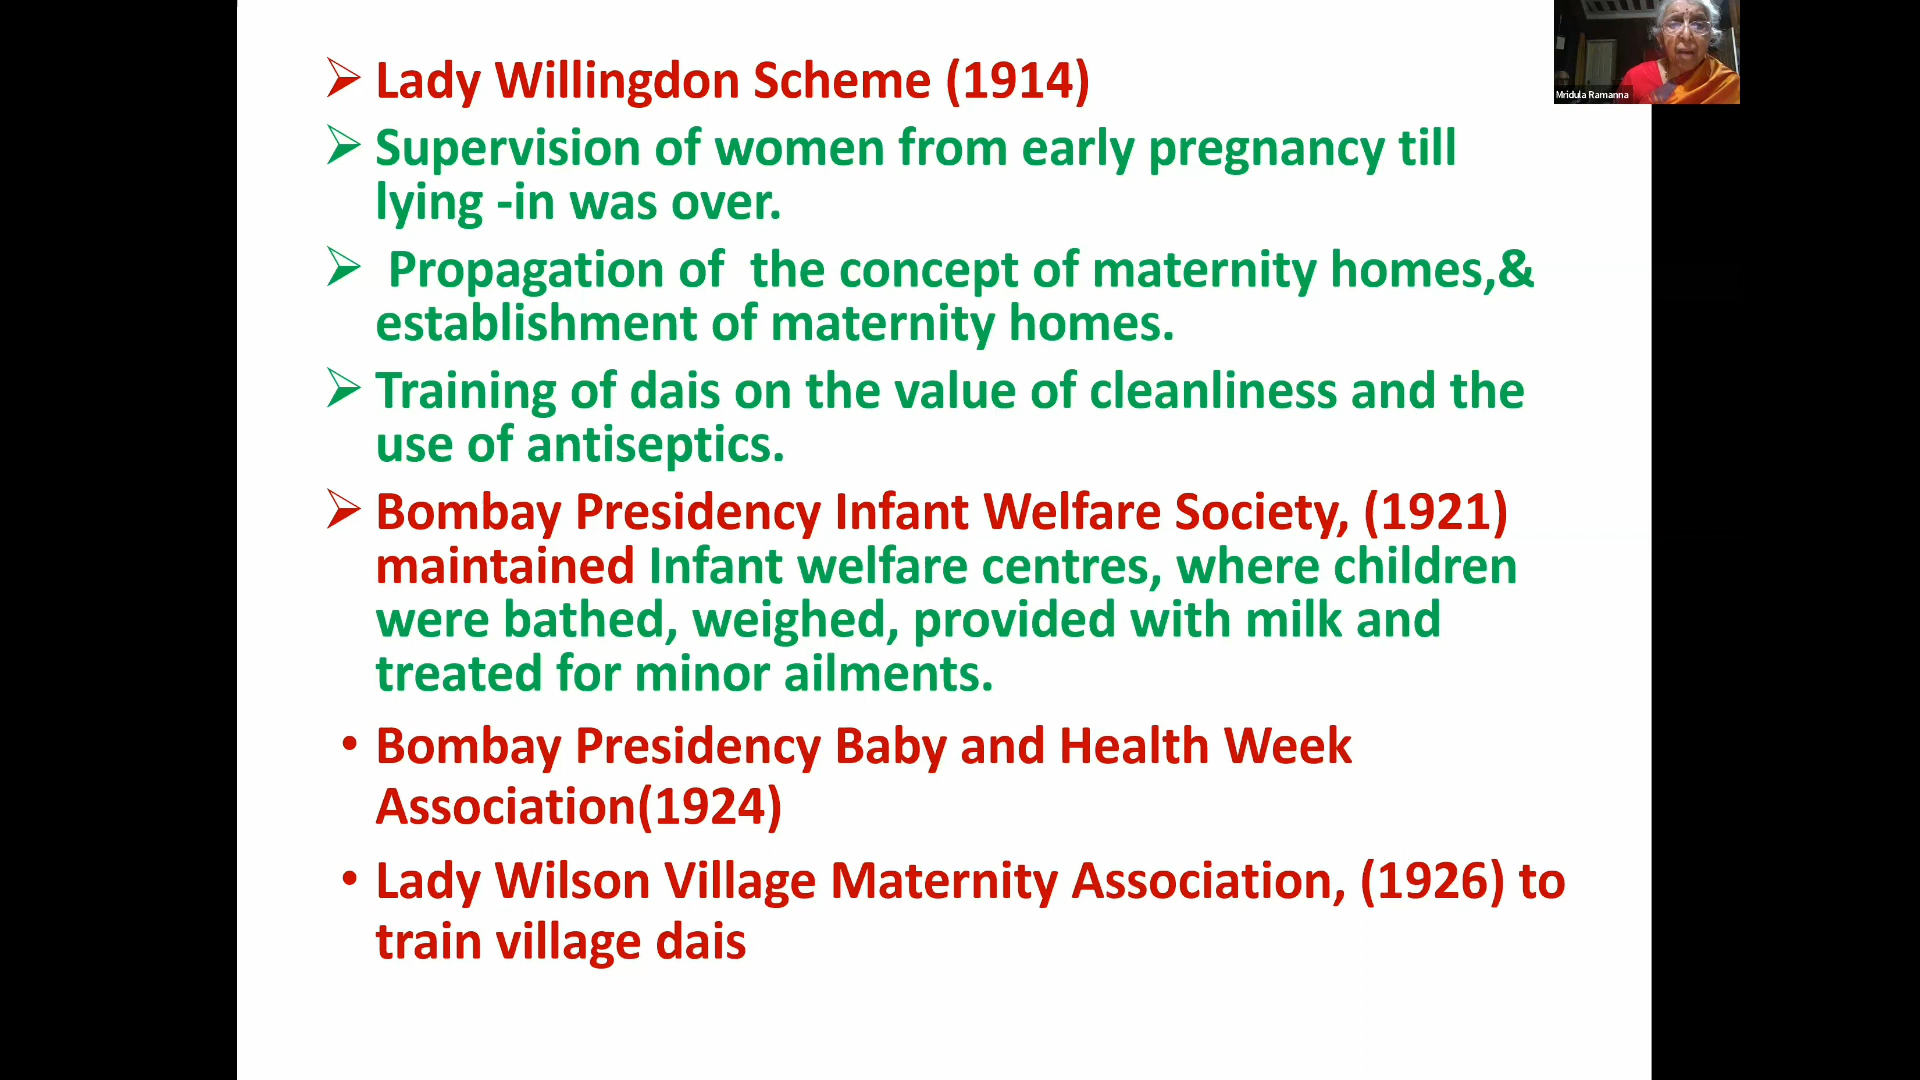 Lady Willingdon Scheme (1914)
Supervision of women from early pregnancy till
lying -in was over.
Propagation of  the concept of maternity homes,&
establishment of maternity homes.
Training of dais on the value of cleanliness and the
use of antiseptics.
Bombay Presidency Infant Welfare Society, (1921)
maintained Infant welfare centres, where children
were bathed, weighed, provided with milk and
treated for minor ailments.
• Bombay Presidency Baby and Health Week
Association(1924)
• Lady Wilson Village Maternity Association, (1926) to
train village dais
Mridula Ramanna